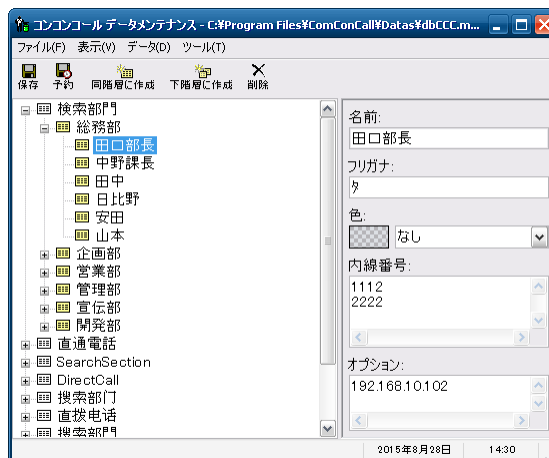 コンコンコール データメンテナンス - C:¥Program Files¥ComConCall¥Datas¥dbCCC.m...
ファイル(F) 表示(V) データ(D) ツール(T)
保存 予約 同階層に作成 下階層に作成 削除
検索部門
総務部
田口部長
中野課長
田中
日比野
安田
山本
企画部
営業部
管理部
宣伝部
開発部
直通電話
SearchSection
DirectCall
搜索部门
直拨电话
搜索部門
名前:
田口部長
フリガナ:
ﾀ
色:
なし
内線番号:
1112
2222
オプション:
192.168.10.102
2015年8月28日 14:30